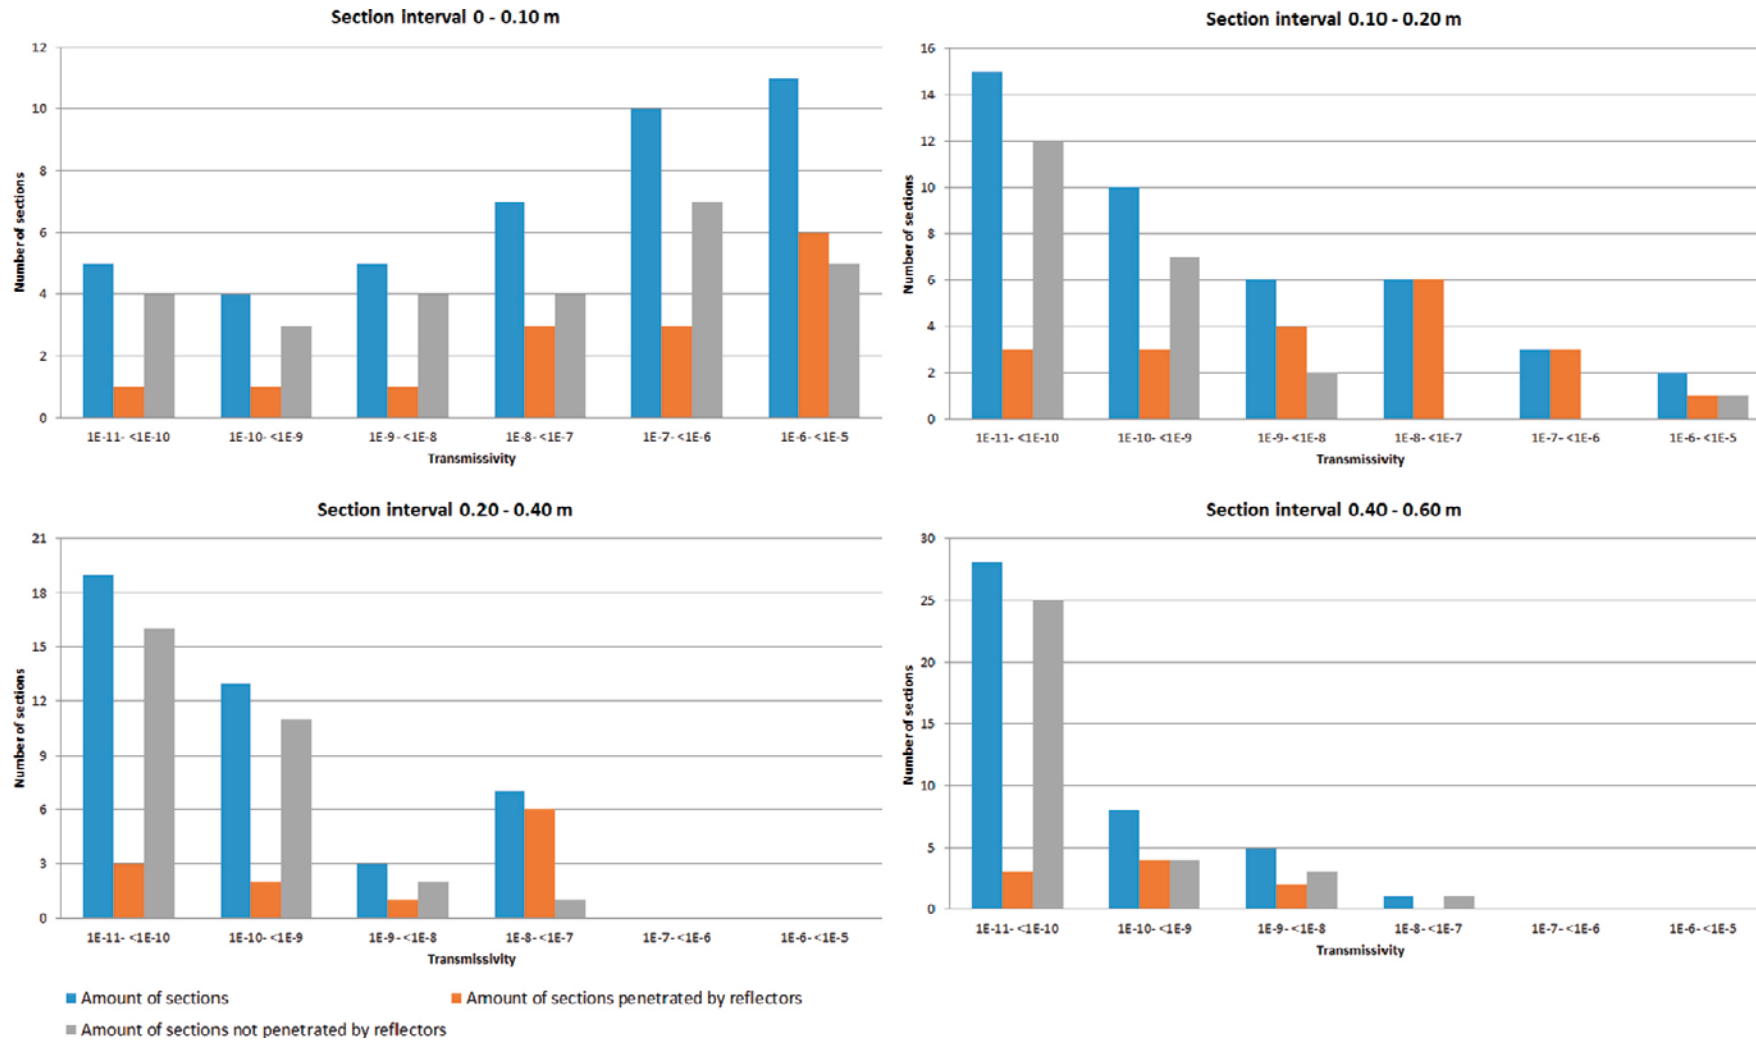 Section interval 0 - 0.10 m
12
10
8
6
4
2
0
Number of sections
1E-11- <1E-10 1E-10- <1E-9 1E-9- <1E-8 1E-8- <1E-7 1E-7- <1E-6 1E-6- <1E-5
Transmissivity
Section interval 0.10 - 0.20 m
16
14
12
10
8
6
4
2
0
Number of sections
1E-11- <1E-10 1E-10- <1E-9 1E-9- <1E-8 1E-8- <1E-7 1E-7- <1E-6 1E-6- <1E-5
Transmissivity
Section interval 0.20 - 0.40 m
21
18
15
12
9
6
3
0
Number of sections
1E-11- <1E-10 1E-10- <1E-9 1E-9- <1E-8 1E-8- <1E-7 1E-7- <1E-6 1E-6- <1E-5
Transmissivity
Section interval 0.40 - 0.60 m
30
25
20
15
10
5
0
Number of sections
1E-11- <1E-10 1E-10- <1E-9 1E-9- <1E-8 1E-8- <1E-7 1E-7- <1E-6 1E-6- <1E-5
Transmissivity
Amount of sections
Amount of sections penetrated by reflectors
Amount of sections not penetrated by reflectors